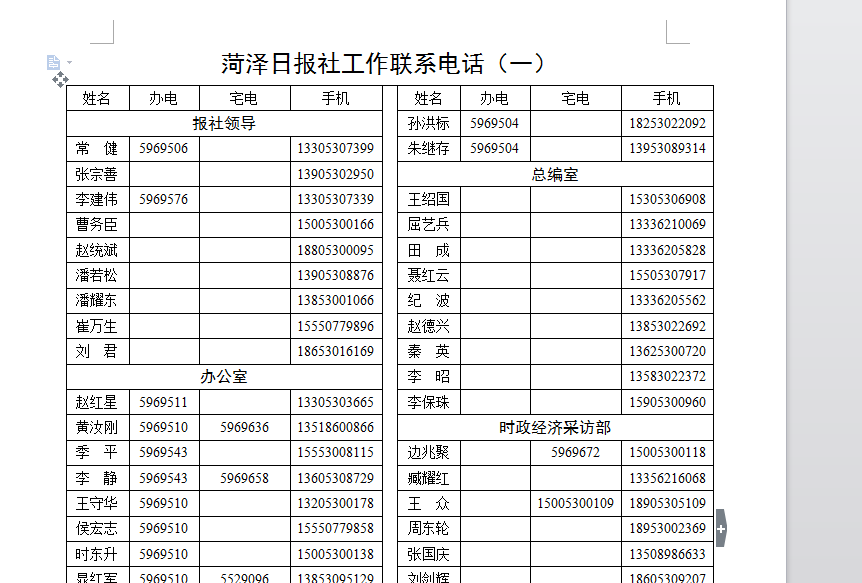 菏泽日报社工作联系电话（一）
姓名 办电 宅电 手机
报社领导
常 健 5969506 13305307399
张宗善 13905302950
李建伟 5969576 13305307339
曹务臣 15005300166
赵统斌 18805300095
潘若松 13905308876
潘耀东 13853001066
崔万生 15550779896
刘 君 18653016169
办公室
赵红星 5969511 13305303665
黄汝刚 5969510 5969636 13518600866
季 平 5969543 15553008115
李 静 5969543 5969658 13605308729
王守华 5969510 13205300178
侯宏志 5969510 15550779858
时东升 5969510 15005300138
晁红军 5969510 5529096 13853095129
姓名 办电 宅电 手机
孙洪标 5969504 18253022092
朱继存 5969504 13953089314
总编室
王绍国 15305306908
屈艺兵 13336210069
田 成 13336205828
聂红云 15505307917
纪 波 13336205562
赵德兴 13853022692
秦 英 13625300720
李 昭 13583022372
李保珠 15905300960
时政经济采访部
边兆聚 5969672 15005300118
臧耀红 13356216068
王 众 15005300109 18905305109
周东轮 18953002369
张国庆 13508986633
刘剑辉 18605309207